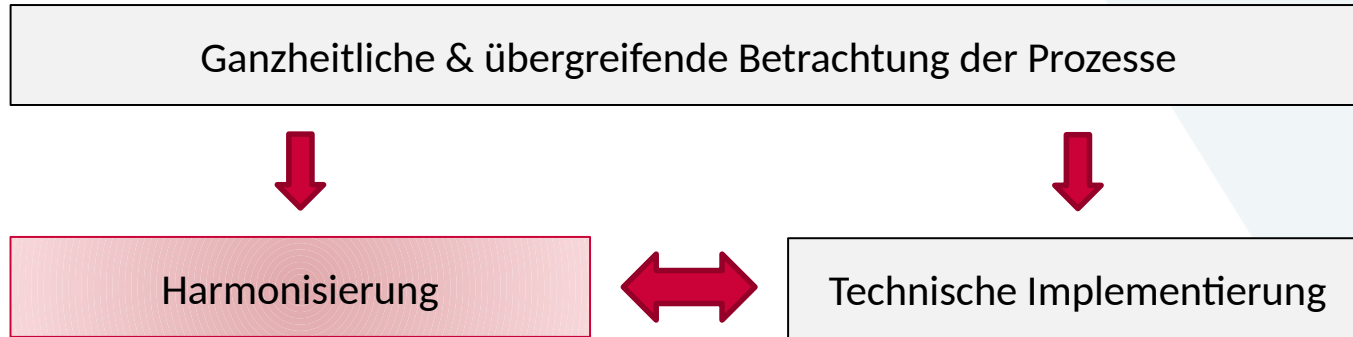 Ganzheitliche & übergreifende Betrachtung der Prozesse
Harmonisierung
Technische Implementierung